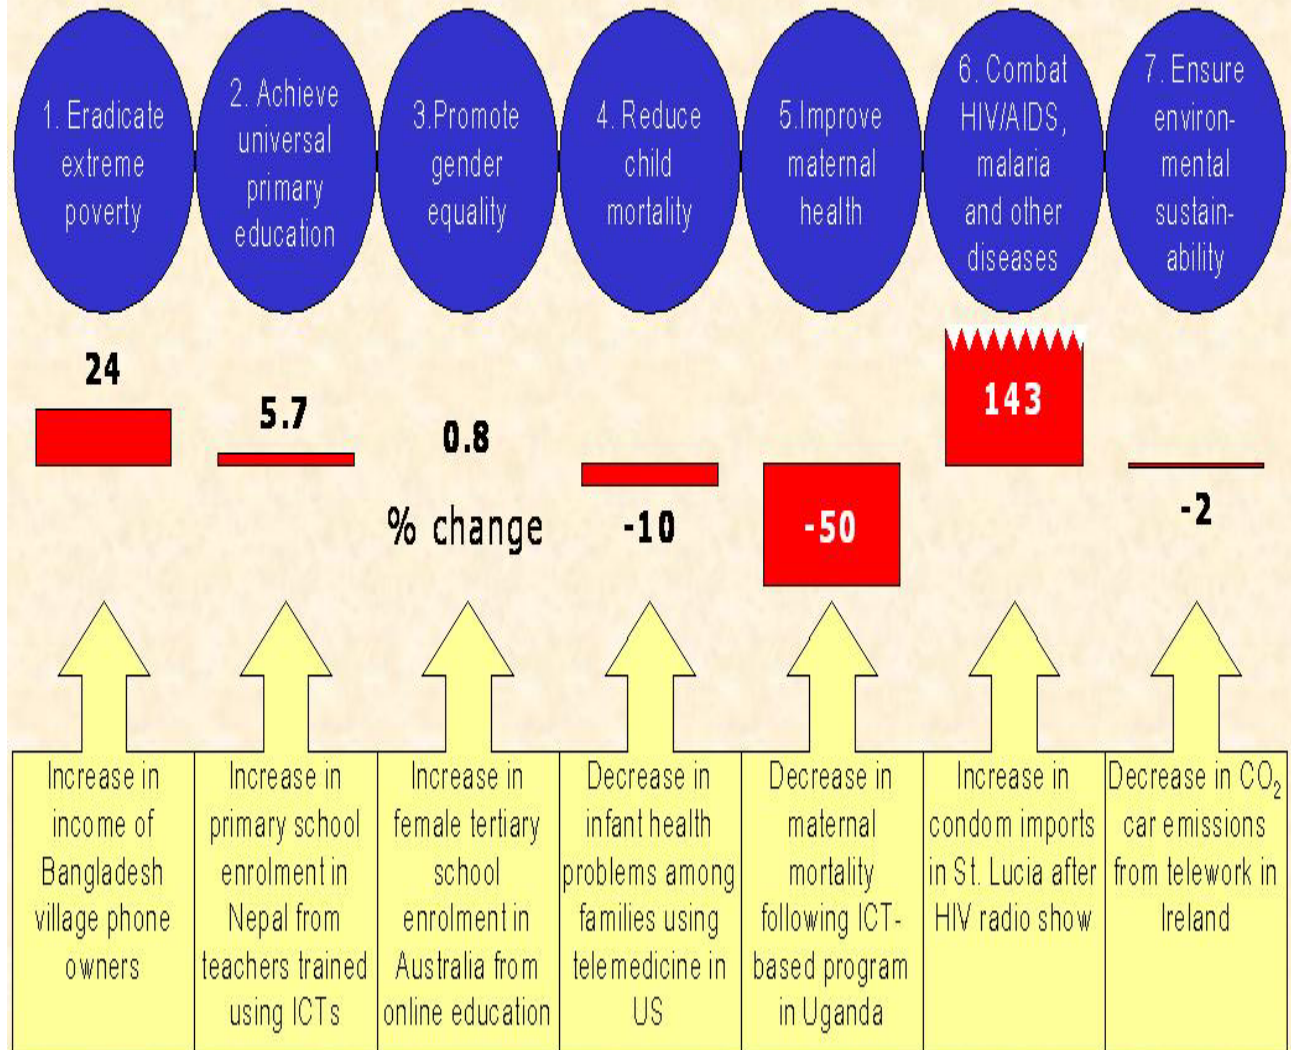 1. Eradicate
extreme
poverty
2. Achieve
universal
primary
education
3.Promote
gender
equality
4. Reduce
child
mortality
5.Improve
maternal
health
6. Combat
HIV/AIDS,
malaria
and other
diseases
7. Ensure
environ-
mental
sustain-
ability
24
5.7
0.8
% change
-10
-50
143
-2
Increase in
income of
Bangladesh
village phone
owners
Increase in
primary school
enrolment in
Nepal from
teachers trained
using ICTs
Increase in
female tertiary
school
enrolment in
Australia from
online education
Decrease in
infant health
problems among
families using
telemedicine in
US
Decrease in
maternal
mortality
following ICT-
based program
in Uganda
Increase in
condom imports
in St. Lucia after
HIV radio show
Decrease in CO₂
car emissions
from telework in
Ireland